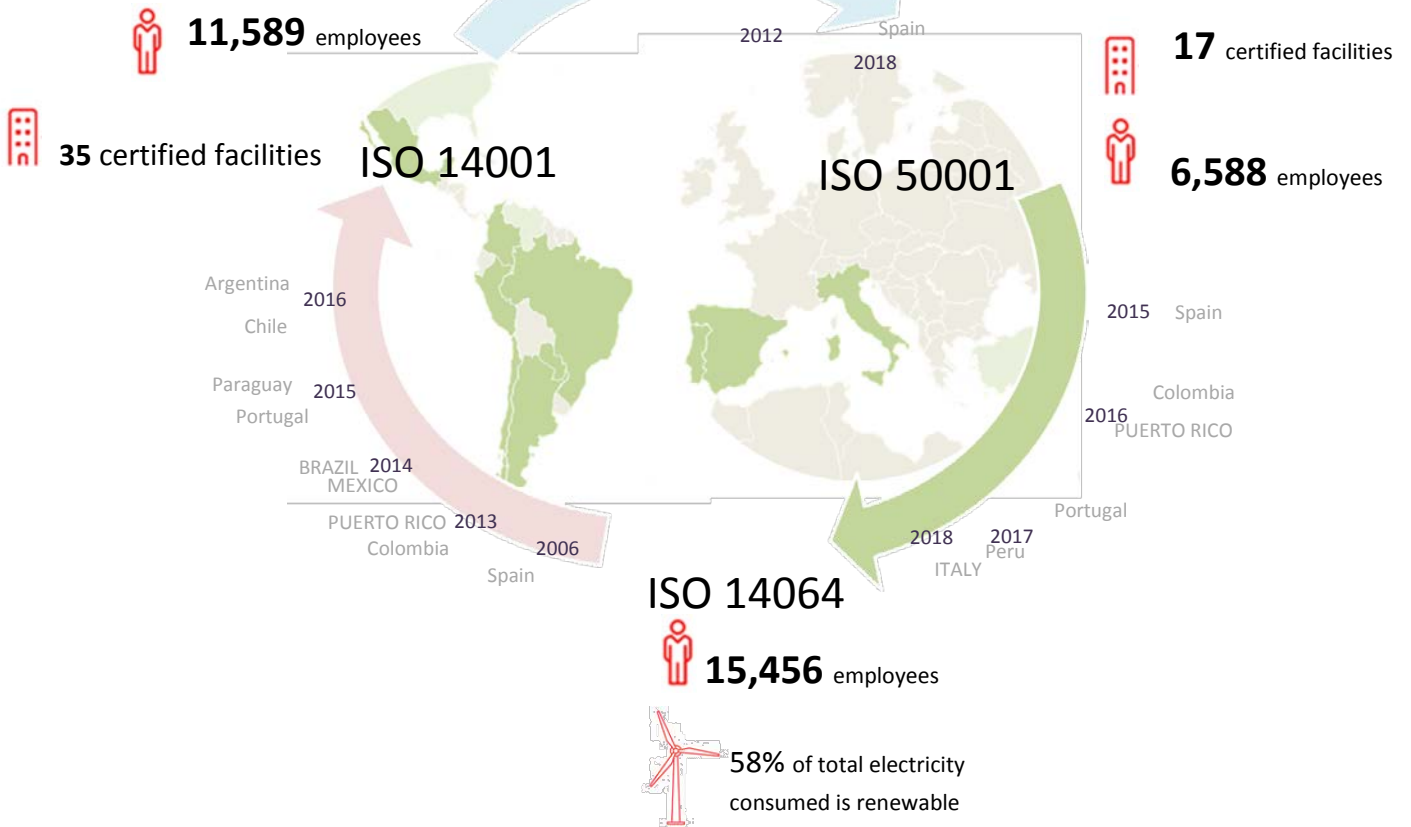 11,589 employees
35 certified facilities
ISO 14001
2012
Spain
2018
ISO 50001
17 certified facilities
6,588 employees
Argentina
2016
Chile
Paraguay
2015
Portugal
BRAZIL 2014
MEXICO
PUERTO RICO 2013
Colombia
2006
Spain
2015 Spain
Colombia
2016
PUERTO RICO
Portugal
2018 2017
Peru
ITALY
ISO 14064
15,456 employees
58% of total electricity
consumed is renewable